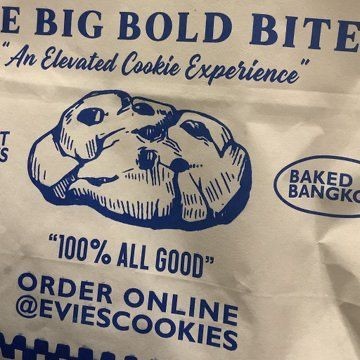 E BIG BOLD BITE
"An Elevated Cookie Experience"
BAKED
BANGKO
"100% ALL GOOD"
ORDER ONLINE
@EVIESCOOKIES